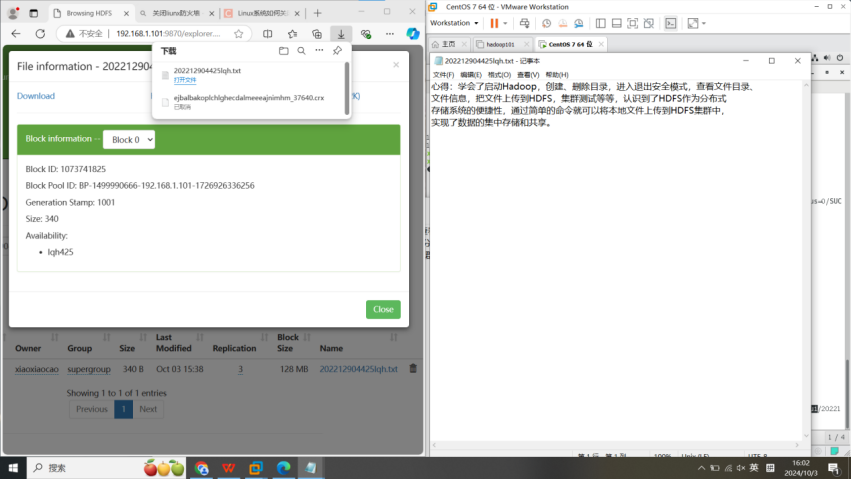 Browsing HDFS
关闭liunx防火墙
Linux系统如何关
不安全
192.168.1.101:9870/explorer....
下载
202212904425lqh.txt
打开文件
ejbalbakoplchlghecdalmeeeajnimhm_37640.crx
已取消
File information - 20221290
Download
K)
Block information --
Block 0
Block ID: 1073741825
Block Pool ID: BP-1499990666-192.168.1.101-1726926336256
Generation Stamp: 1001
Size: 340
Availability:
lqh425
Close
Owner
Group
Size
Last Modified
Replication
Block Size
Name
xiaoxiaocao
supergroup
340 B
Oct 03 15:38
3
128 MB
202212904425lqh.txt
Showing 1 to 1 of 1 entries
Previous
1
Next
CentOS 7 64 位 - VMware Workstation
Workstation
主页
hadoop101
CentOS 7 64 位
202212904425lqh.txt - 记事本
文件(F) 编辑(E) 格式(O) 查看(V) 帮助(H)
心得：学会了启动Hadoop，创建、删除目录，进入退出安全模式，查看文件目录、
文件信息，把文件上传到HDFS，集群测试等等，认识到了HDFS作为分布式
存储系统的便捷性，通过简单的命令就可以将本地文件上传到HDFS集群中，
实现了数据的集中存储和共享。
us=0/SUC
/20221
1 / 4
100%
搜索
英
16:02
2024/10/3